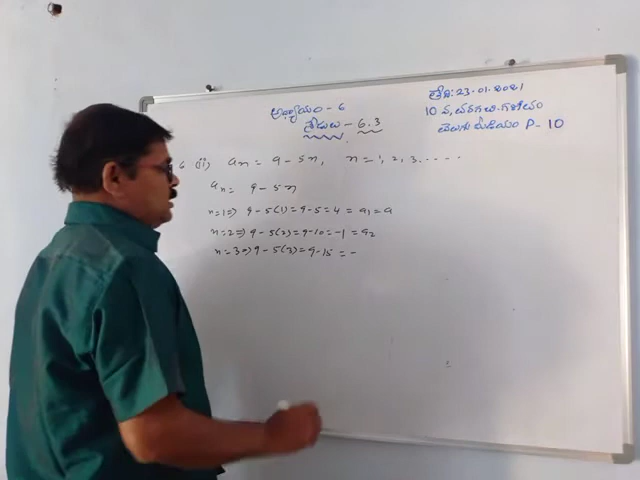 అధ్యాయం - 6
తేది: 23.01.2021
- 6.3
10 వ తరగతి గణితం
తెలుగు మీడియం P-10
6 (ii) aₙ = 9 - 5n, n = 1, 2, 3.....
aₙ = 9 - 5n
n=1⇒ 9 - 5(1) = 9 - 5 = 4 = a₁ = a
n=2⇒ 9 - 5(2) = 9 - 10 = -1 = a₂
n=3⇒ 9 - 5(3) = 9 - 15 = -